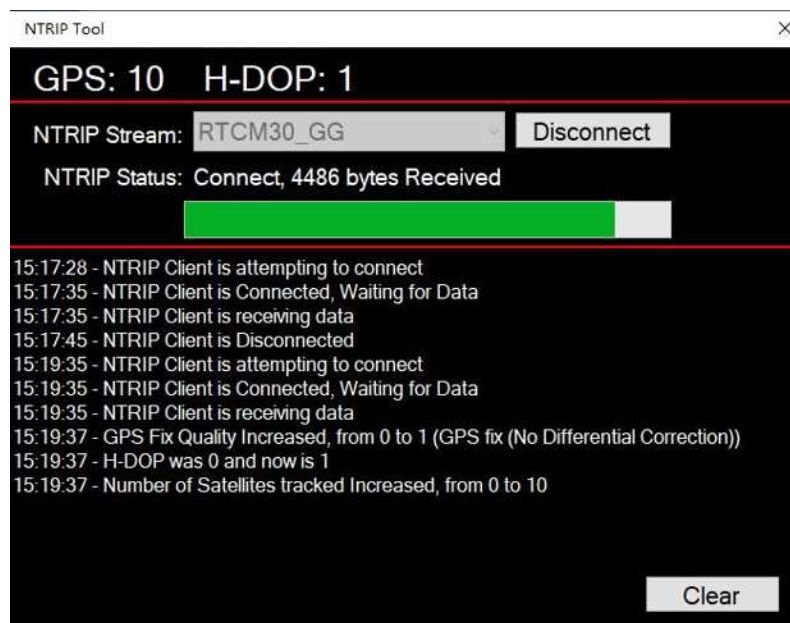 NTRIP Tool
GPS: 10 H-DOP: 1
NTRIP Stream: RTCM30_GG Disconnect
NTRIP Status: Connect, 4486 bytes Received
15:17:28 - NTRIP Client is attempting to connect
15:17:35 - NTRIP Client is Connected, Waiting for Data
15:17:35 - NTRIP Client is receiving data
15:17:45 - NTRIP Client is Disconnected
15:19:35 - NTRIP Client is attempting to connect
15:19:35 - NTRIP Client is Connected, Waiting for Data
15:19:35 - NTRIP Client is receiving data
15:19:37 - GPS Fix Quality Increased, from 0 to 1 (GPS fix (No Differential Correction))
15:19:37 - H-DOP was 0 and now is 1
15:19:37 - Number of Satellites tracked Increased, from 0 to 10
Clear